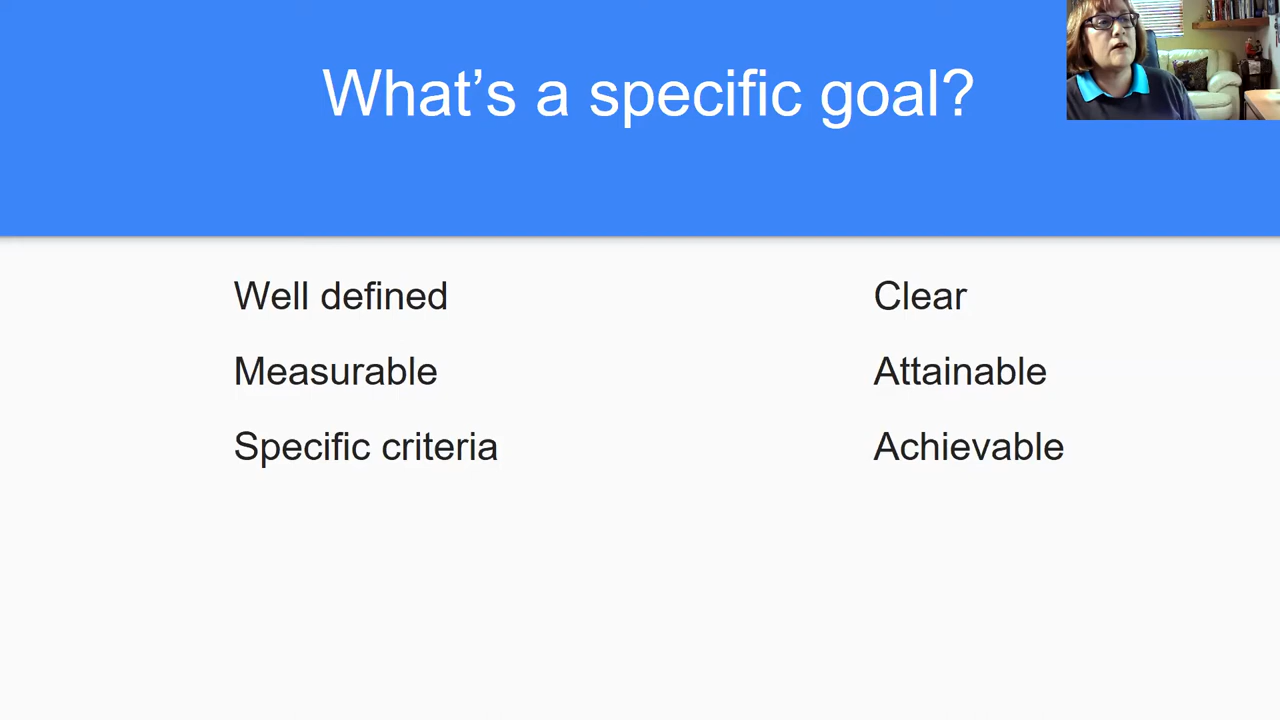 What’s a specific goal?
Well defined
Measurable
Specific criteria
Clear
Attainable
Achievable